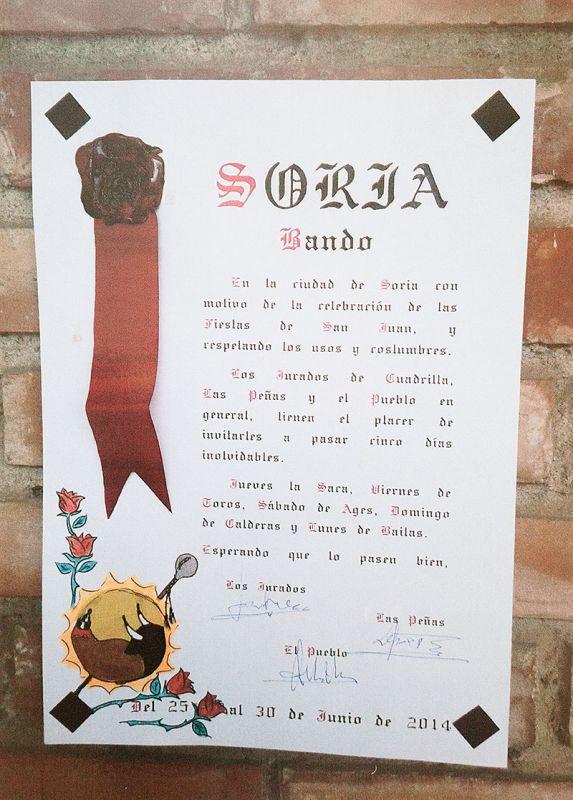 SORIA
Bando
En la ciudad de Soria con
motivo de la celebración de las
Fiestas de San Juan, y
respetando los usos y costumbres.
Los Jurados de Cuadrilla,
Las Peñas y el Pueblo en
general, tienen el placer de
invitarles a pasar cinco días
inolvidables.
Jueves la Saca, Viernes de
Toros, Sábado de Ages, Domingo
de Calderas y Lunes de Bailas.
Esperando que lo pasen bien,
Los Jurados
Las Peñas
El Pueblo
Del 25 al 30 de Junio de 2014